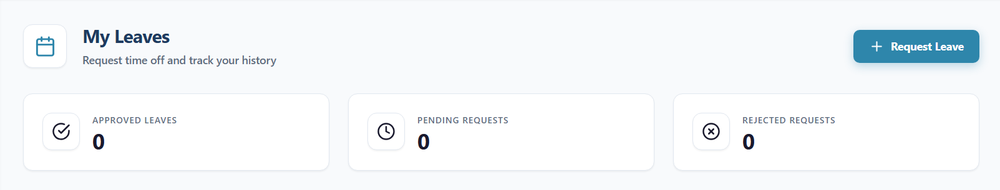 My Leaves
Request time off and track your history
Request Leave
APPROVED LEAVES
0
PENDING REQUESTS
0
REJECTED REQUESTS
0